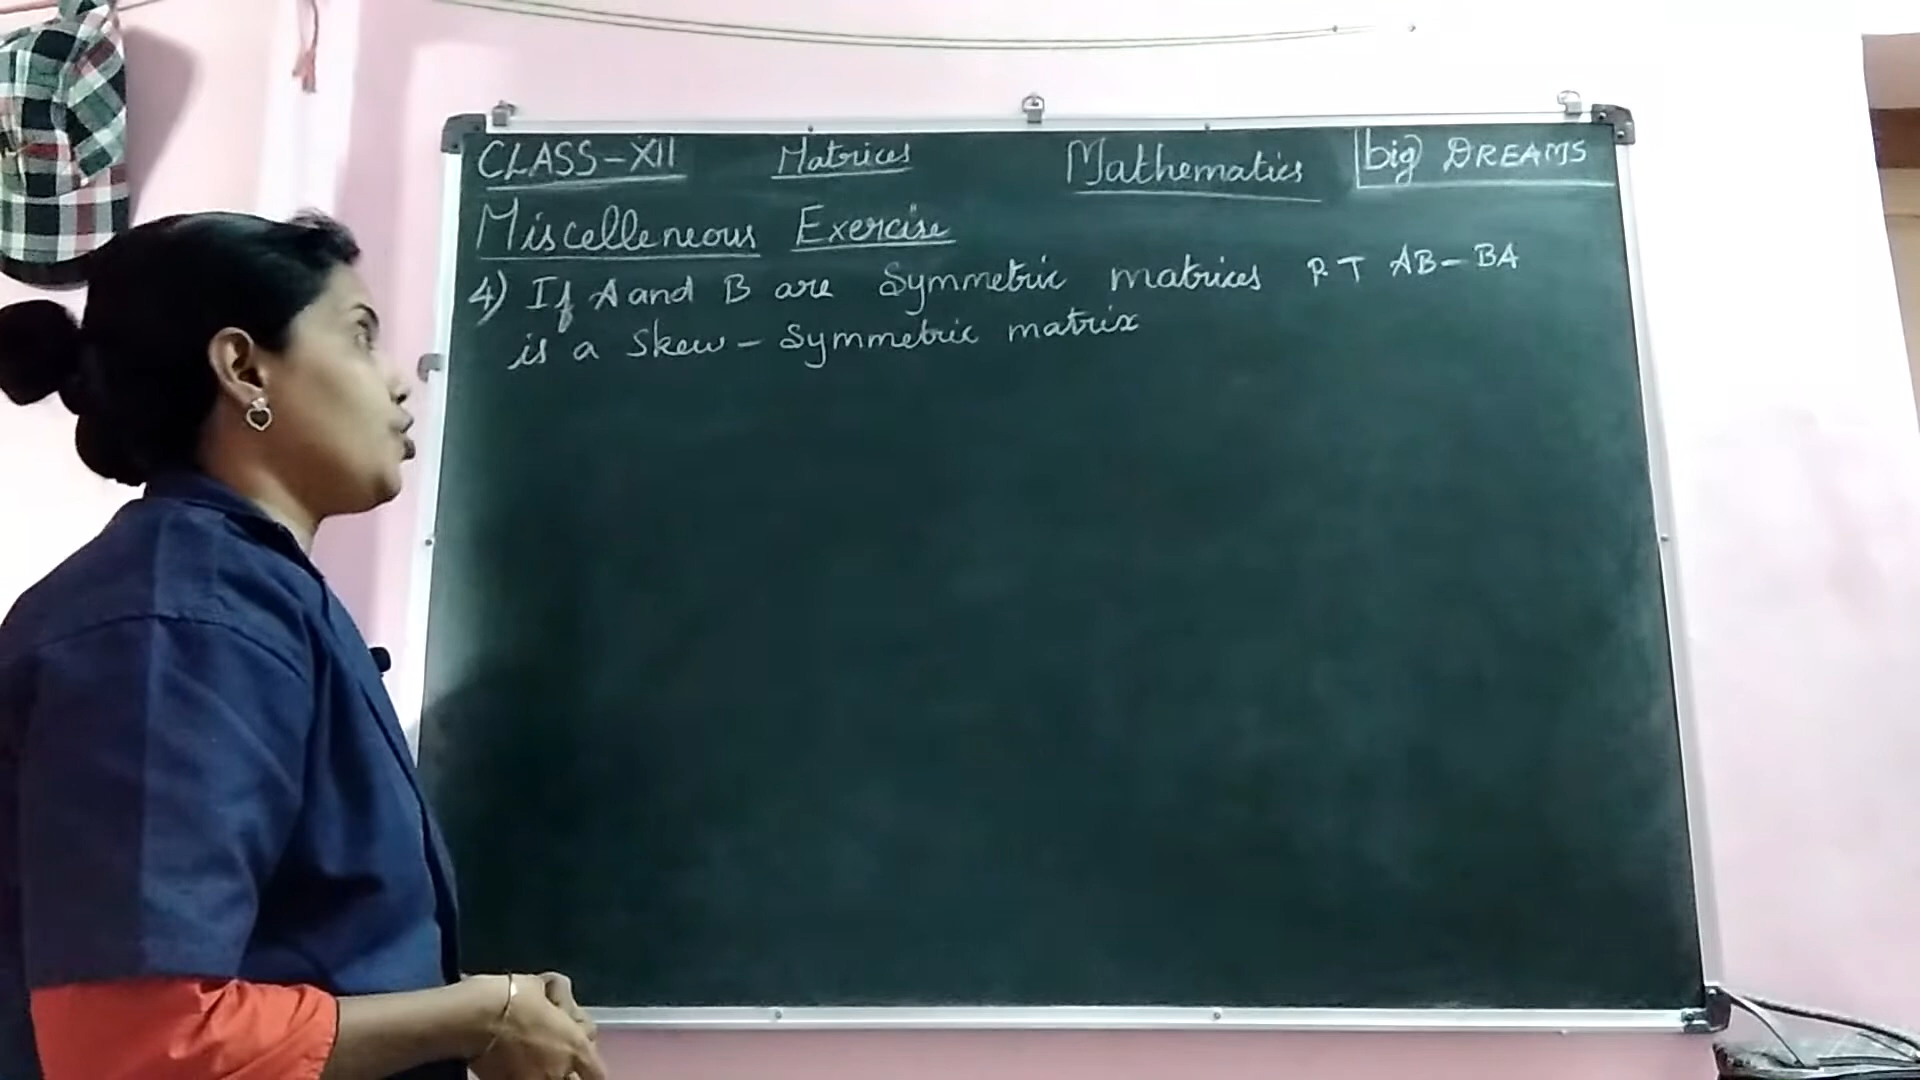 CLASS-XII Matrices Mathematics big DREAMS
Miscelleneous Exercise
4) If A and B are Symmetric matrices P.T AB-BA
is a Skew-Symmetric matrix